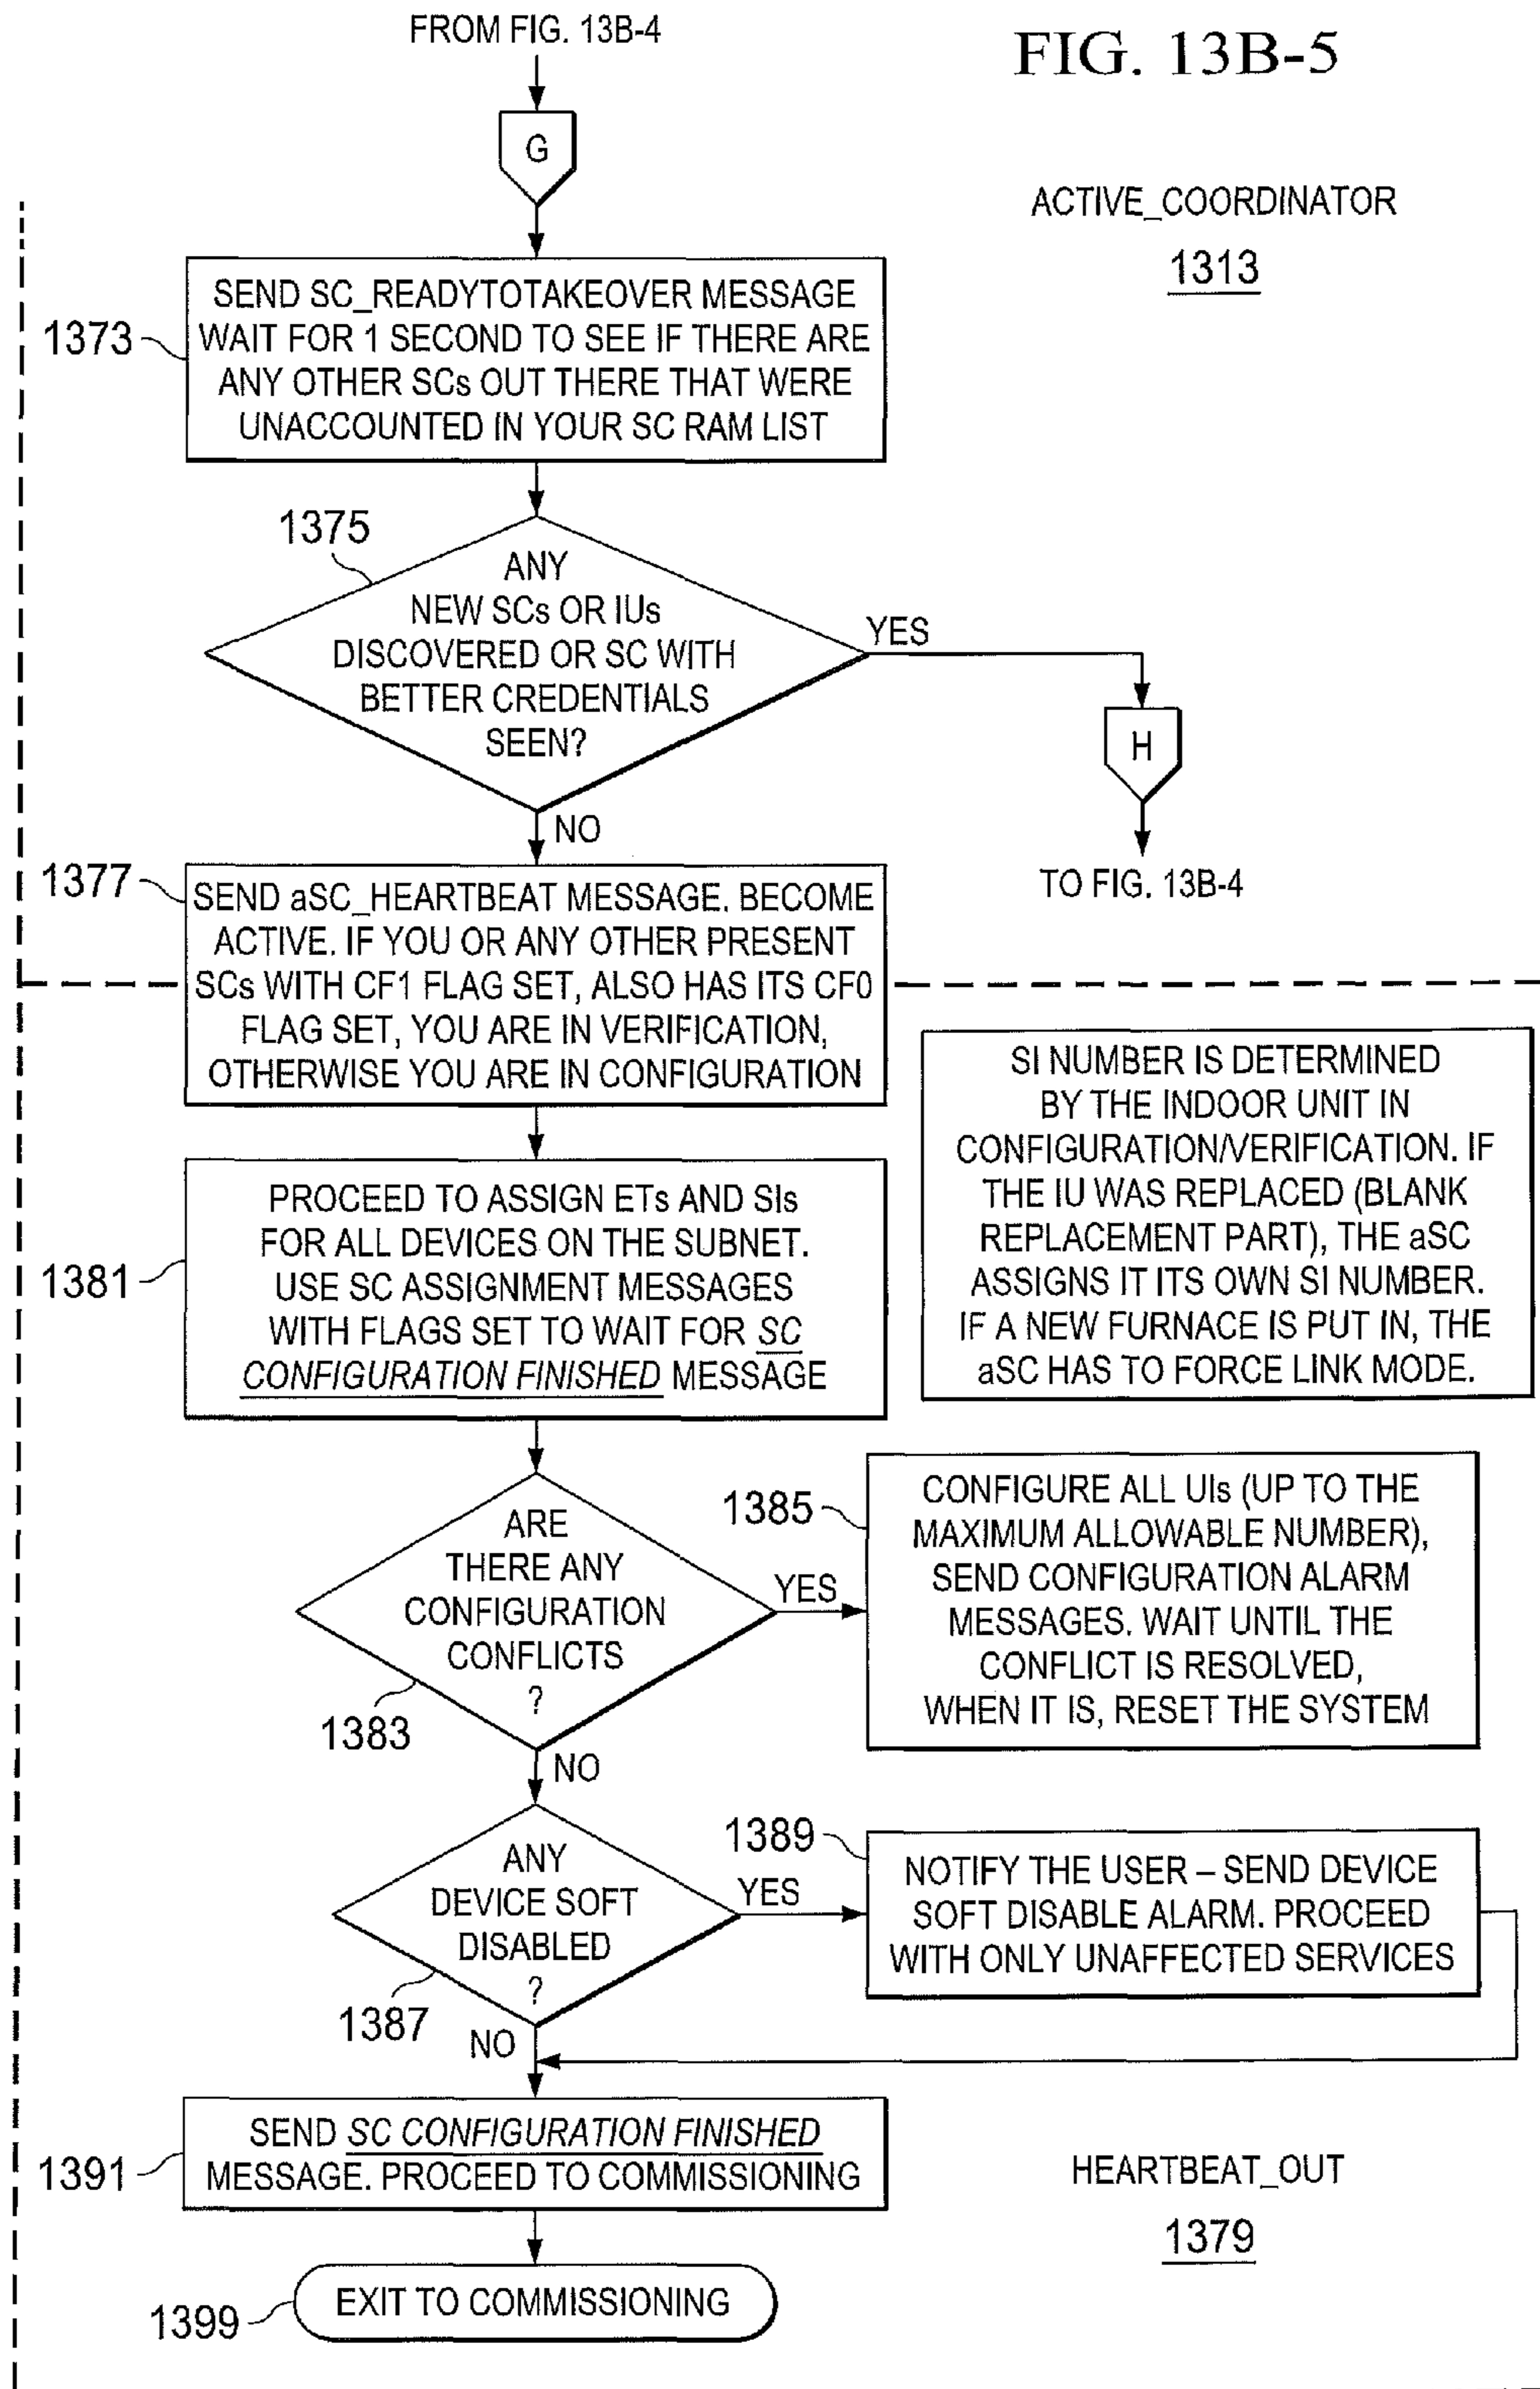 FROM FIG. 13B-4
FIG. 13B-5
G
ACTIVE_COORDINATOR
1313
1373
SEND SC_READYTOTAKEOVER MESSAGE
WAIT FOR 1 SECOND TO SEE IF THERE ARE
ANY OTHER SCs OUT THERE THAT WERE
UNACCOUNTED IN YOUR SC RAM LIST
1375
ANY
NEW SCs OR IUs
DISCOVERED OR SC WITH
BETTER CREDENTIALS
SEEN?
YES
H
TO FIG. 13B-4
NO
1377
SEND aSC_HEARTBEAT MESSAGE. BECOME
ACTIVE. IF YOU OR ANY OTHER PRESENT
SCs WITH CF1 FLAG SET, ALSO HAS ITS CF0
FLAG SET, YOU ARE IN VERIFICATION,
OTHERWISE YOU ARE IN CONFIGURATION
SI NUMBER IS DETERMINED
BY THE INDOOR UNIT IN
CONFIGURATION/VERIFICATION. IF
THE IU WAS REPLACED (BLANK
REPLACEMENT PART), THE aSC
ASSIGNS IT ITS OWN SI NUMBER.
IF A NEW FURNACE IS PUT IN, THE
aSC HAS TO FORCE LINK MODE.
1381
PROCEED TO ASSIGN ETs AND SIs
FOR ALL DEVICES ON THE SUBNET.
USE SC ASSIGNMENT MESSAGES
WITH FLAGS SET TO WAIT FOR SC
CONFIGURATION FINISHED MESSAGE
ARE
THERE ANY
CONFIGURATION
CONFLICTS
?
1383
YES
1385
CONFIGURE ALL UIs (UP TO THE
MAXIMUM ALLOWABLE NUMBER),
SEND CONFIGURATION ALARM
MESSAGES. WAIT UNTIL THE
CONFLICT IS RESOLVED,
WHEN IT IS, RESET THE SYSTEM
NO
ANY
DEVICE SOFT
DISABLED
?
1387
YES
1389
NOTIFY THE USER – SEND DEVICE
SOFT DISABLE ALARM. PROCEED
WITH ONLY UNAFFECTED SERVICES
NO
1391
SEND SC CONFIGURATION FINISHED
MESSAGE. PROCEED TO COMMISSIONING
HEARTBEAT_OUT
1379
1399
EXIT TO COMMISSIONING